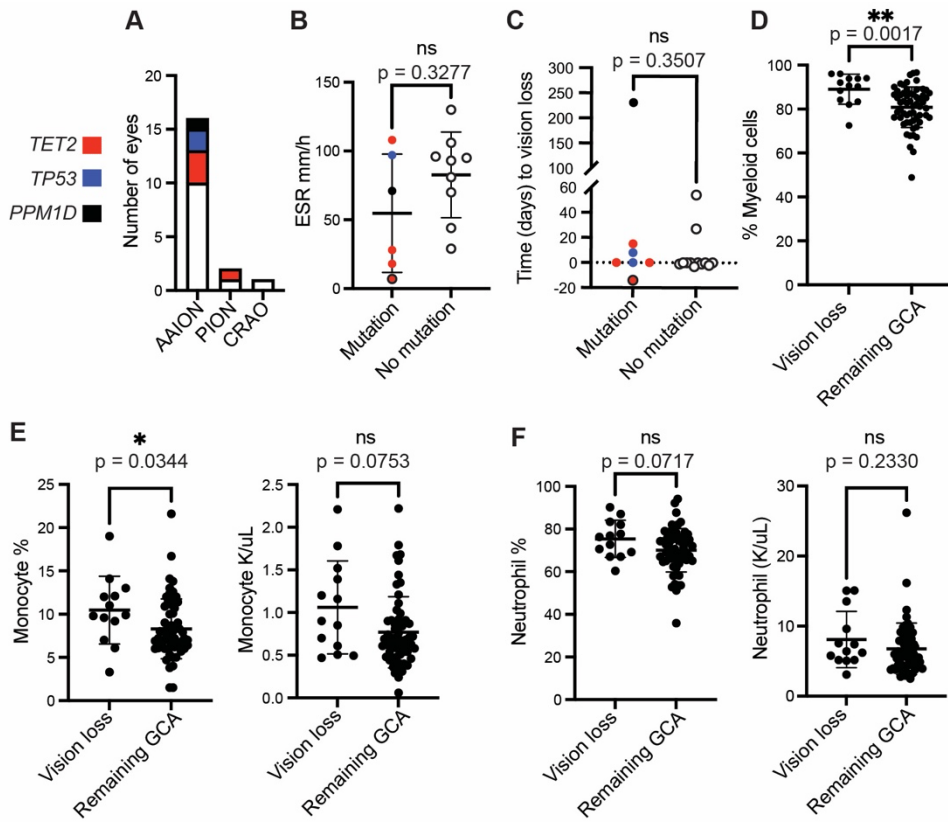 A
Number of eyes
20
15
10
5
0
AAION
PION
CRAO
TET2
TP53
PPM1D
B
ns
p = 0.3277
ESR mm/h
150
100
50
0
Mutation
No mutation
C
ns
p = 0.3507
Time (days) to vision loss
300
250
200
150
100
60
40
20
0
-20
Mutation
No mutation
D
**
p = 0.0017
% Myeloid cells
100
80
60
40
20
0
Vision loss
Remaining GCA
E
*
p = 0.0344
Monocyte %
25
20
15
10
5
0
Vision loss
Remaining GCA
ns
p = 0.0753
Monocyte K/uL
2.5
2.0
1.5
1.0
0.5
0.0
Vision loss
Remaining GCA
F
ns
p = 0.0717
Neutrophil %
100
80
60
40
20
0
Vision loss
Remaining GCA
ns
p = 0.2330
Neutrophil (K/uL)
30
20
10
0
Vision loss
Remaining GCA